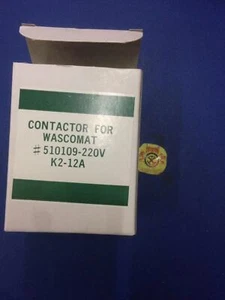 CONTACTOR FOR
WASCOMAT
#510109-220V
K2-12A